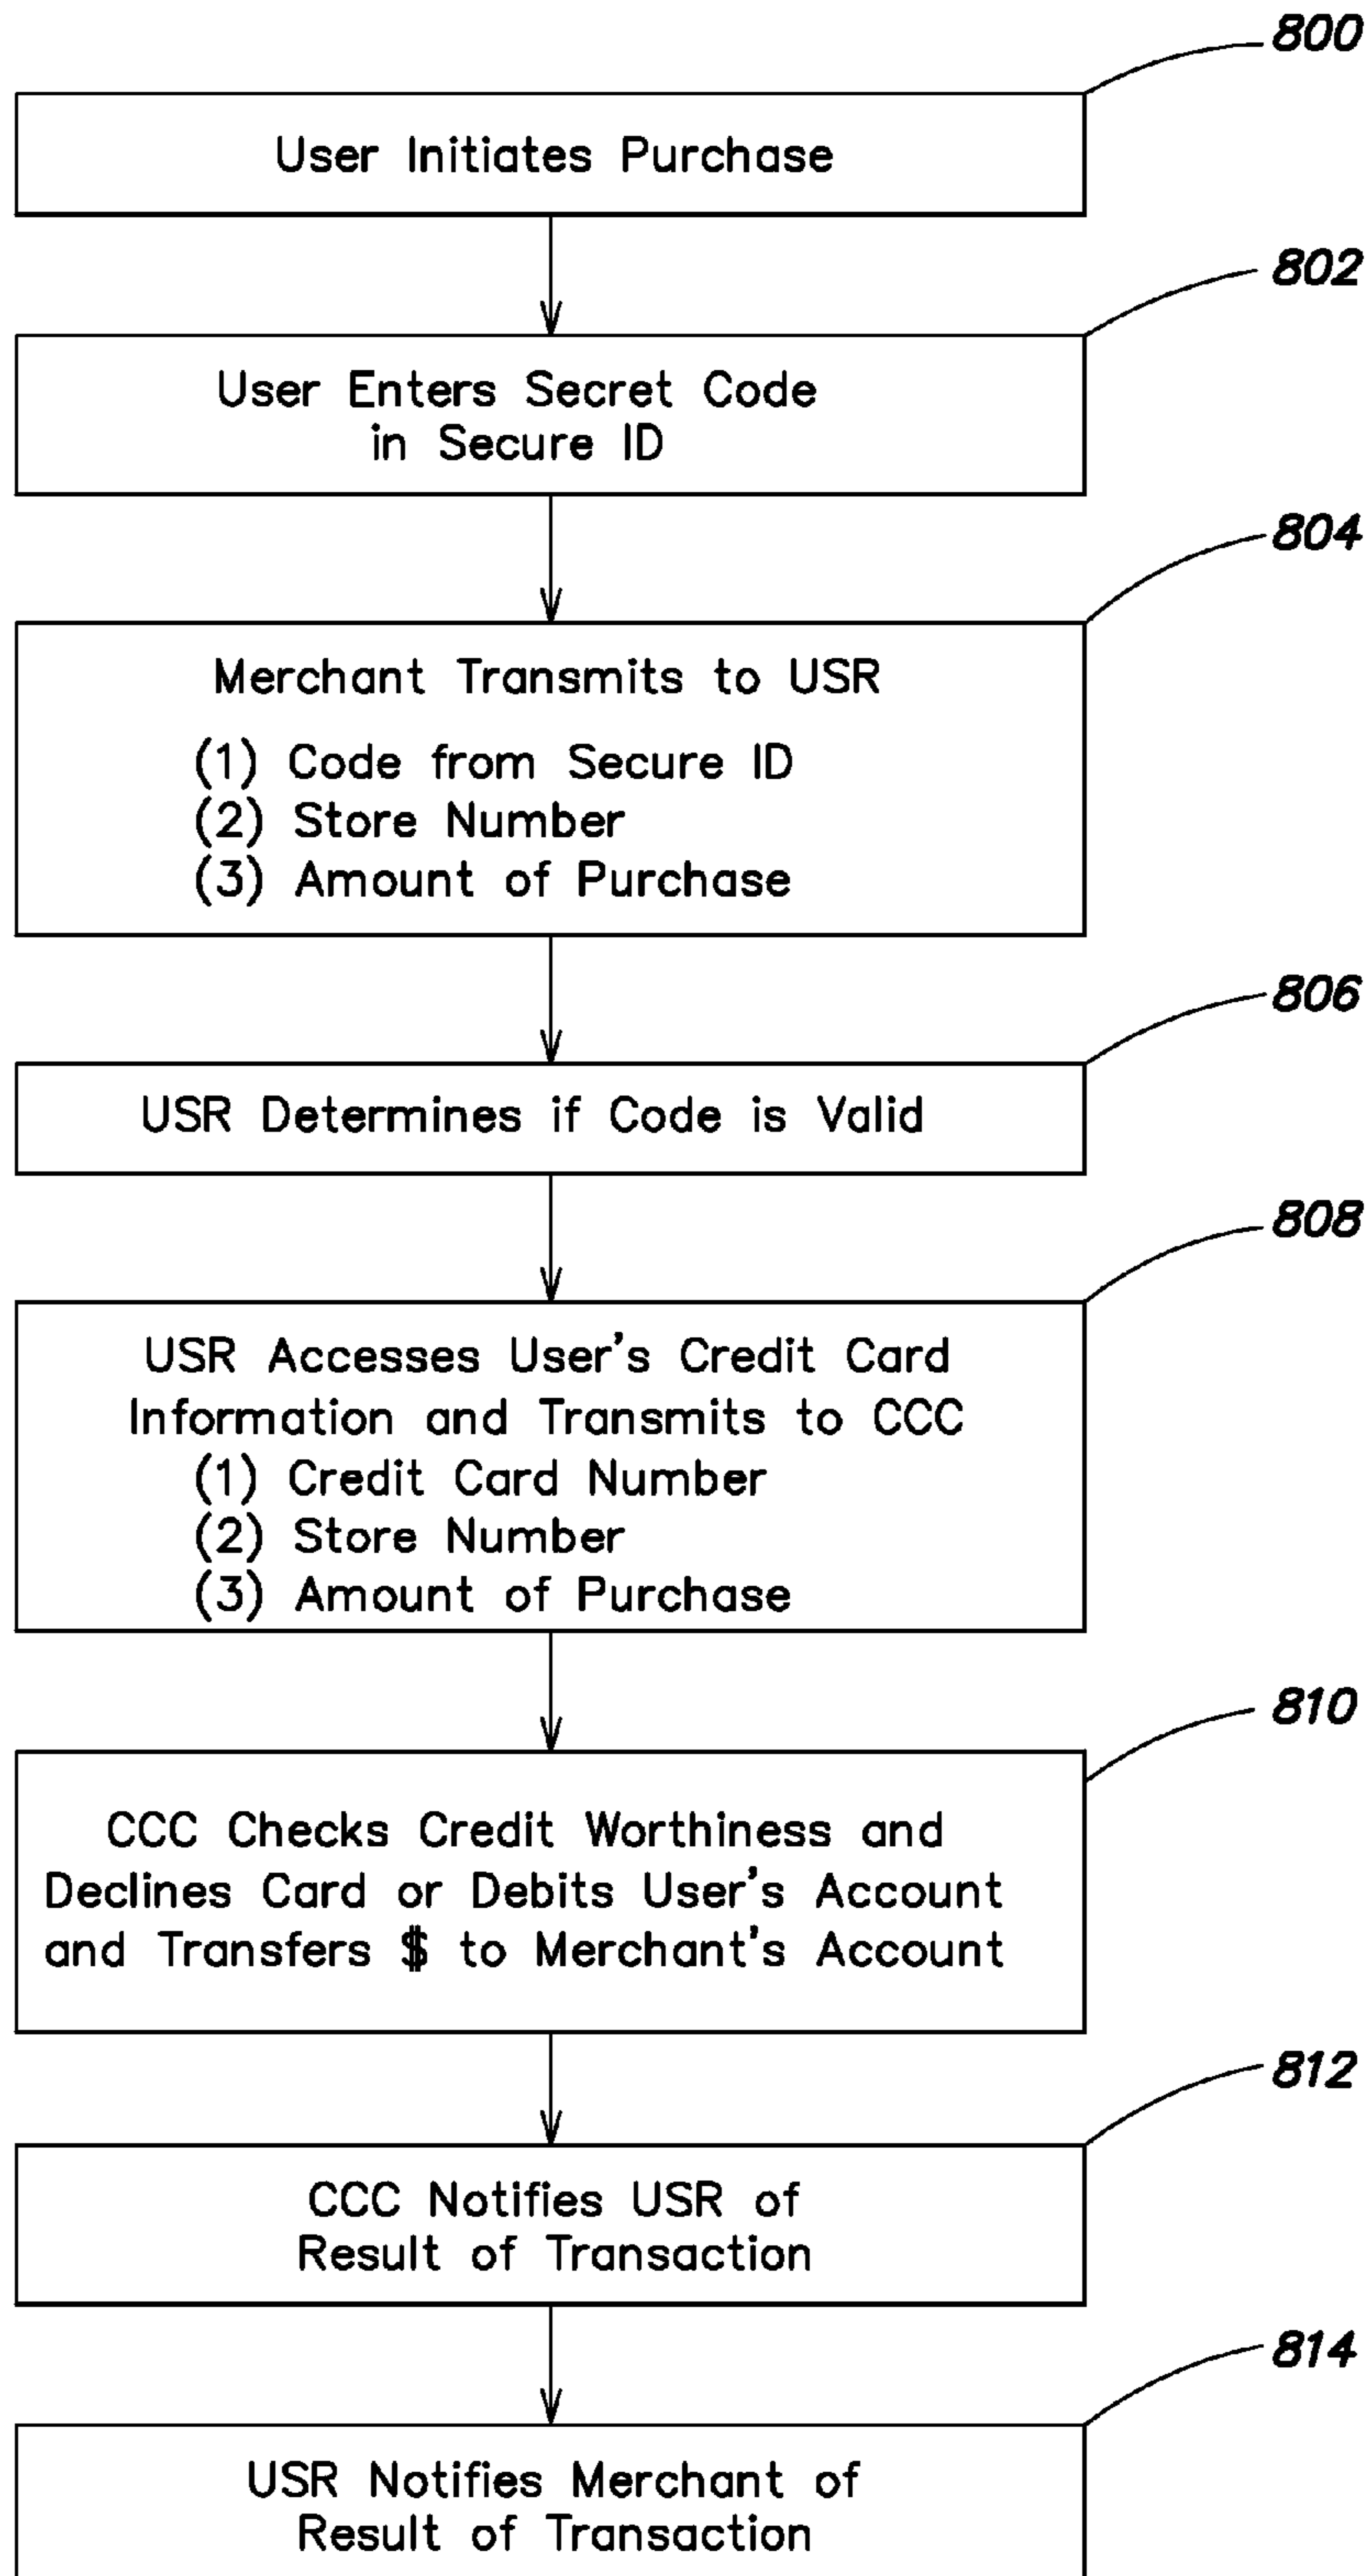 800
User Initiates Purchase
802
User Enters Secret Code
in Secure ID
804
Merchant Transmits to USR
(1) Code from Secure ID
(2) Store Number
(3) Amount of Purchase
806
USR Determines if Code is Valid
808
USR Accesses User's Credit Card
Information and Transmits to CCC
(1) Credit Card Number
(2) Store Number
(3) Amount of Purchase
810
CCC Checks Credit Worthiness and
Declines Card or Debits User's Account
and Transfers $ to Merchant's Account
812
CCC Notifies USR of
Result of Transaction
814
USR Notifies Merchant of
Result of Transaction